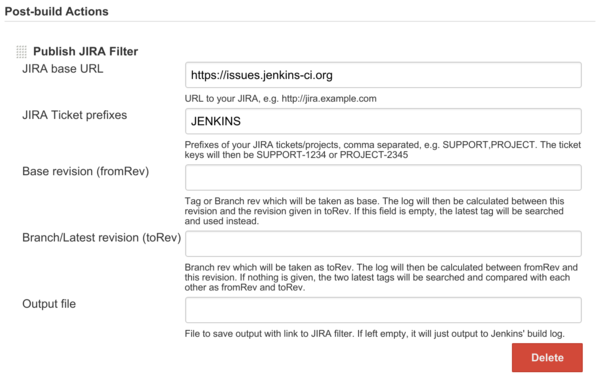 Post-build Actions
Publish JIRA Filter
JIRA base URL
https://issues.jenkins-ci.org
URL to your JIRA, e.g. http://jira.example.com
JIRA Ticket prefixes
JENKINS
Prefixes of your JIRA tickets/projects, comma separated, e.g. SUPPORT,PROJECT. The ticket
keys will then be SUPPORT-1234 or PROJECT-2345
Base revision (fromRev)
Tag or Branch rev which will be taken as base. The log will then be calculated between this
revision and the revision given in toRev. If this field is empty, the latest tag will be searched
and used instead.
Branch/Latest revision (toRev)
Branch rev which will be taken as toRev. The log will then be calculated between fromRev and
this revision. If nothing is given, the two latest tags will be searched and compared with each
other as fromRev and toRev.
Output file
File to save output with link to JIRA filter. If left empty, it will just output to Jenkins' build log.
Delete